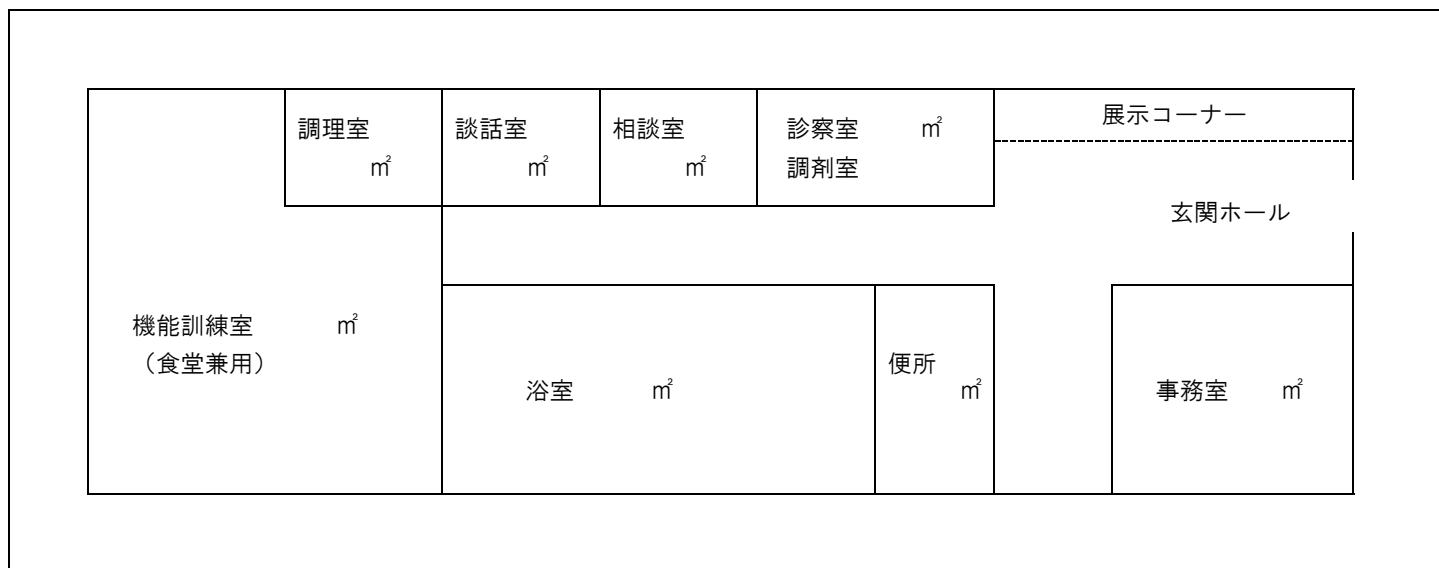 調理室
㎡
談話室
㎡
相談室
㎡
診察室 ㎡
調剤室
展示コーナー
玄関ホール
機能訓練室 ㎡
（食堂兼用）
浴室 ㎡
便所
㎡
事務室 ㎡